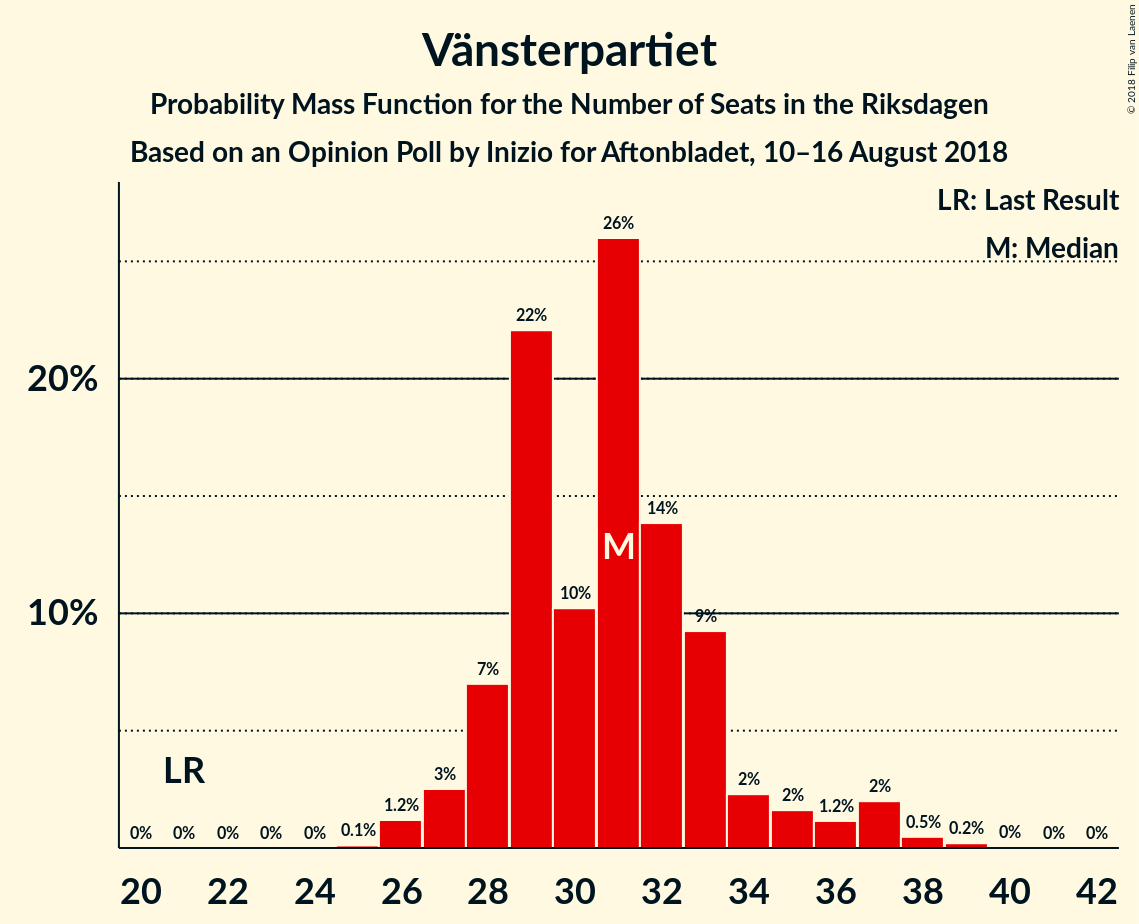 © 2018 Filip van Laenen
Vänsterpartiet
Probability Mass Function for the Number of Seats in the Riksdagen
Based on an Opinion Poll by Inizio for Aftonbladet, 10–16 August 2018
LR: Last Result
M: Median
20%
10%
0% 0% 0% 0% 0% 0.1% 1.2% 3% 7% 22% 10% 26% 14% 9% 2% 2% 1.2% 2% 0.5% 0.2% 0% 0% 0%
LR
M
20 22 24 26 28 30 32 34 36 38 40 42